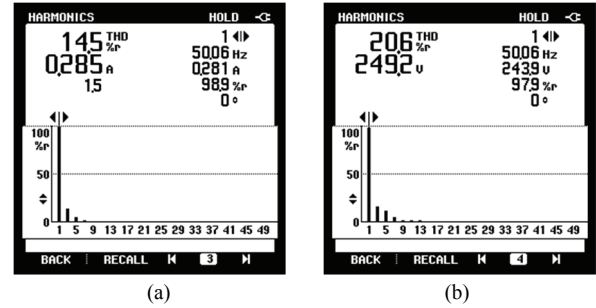 HARMONICS HOLD
14.5 THD %r 1
50.06 Hz
0.285 A 0.281 A
1.5 98.9 %r
0 °
100
%r
50
0
1 5 9 13 17 21 25 29 33 37 41 45 49
BACK RECALL 3
(a)
HARMONICS HOLD
20.6 THD %r 1
50.06 Hz
249.2 V 243.9 V
97.9 %r
0 °
100
%r
50
0
1 5 9 13 17 21 25 29 33 37 41 45 49
BACK RECALL 4
(b)